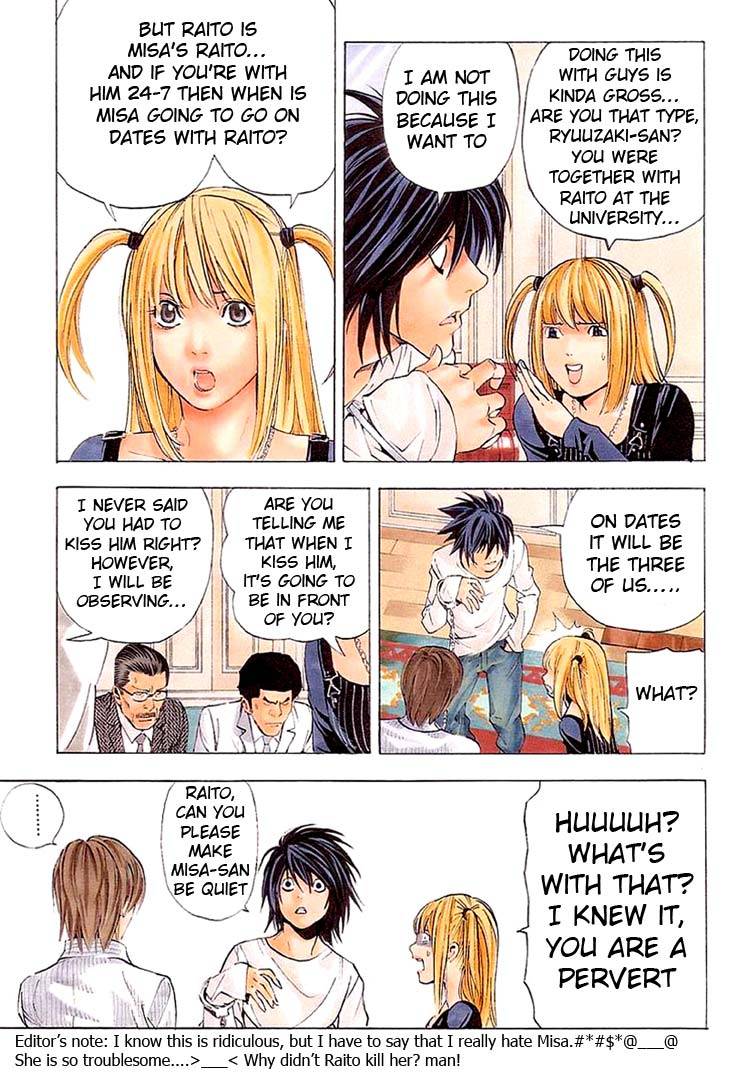 DOING THIS
WITH GUYS IS
KINDA GROSS...
ARE YOU THAT TYPE,
RYUUZAKI-SAN?
YOU WERE
TOGETHER WITH
RAITO AT THE
UNIVERSITY...
I AM NOT
DOING THIS
BECAUSE I
WANT TO
BUT RAITO IS
MISA'S RAITO...
AND IF YOU'RE WITH
HIM 24-7 THEN WHEN IS
MISA GOING TO GO ON
DATES WITH RAITO?
ON DATES
IT WILL BE
THE THREE
OF US.....
WHAT?
ARE YOU
TELLING ME
THAT WHEN I
KISS HIM,
IT'S GOING TO
BE IN FRONT
OF YOU?
I NEVER SAID
YOU HAD TO
KISS HIM RIGHT?
HOWEVER,
I WILL BE
OBSERVING...
HUUUUH?
WHAT'S
WITH THAT?
I KNEW IT,
YOU ARE A
PERVERT
RAITO,
CAN YOU
PLEASE
MAKE
MISA-SAN
BE QUIET
.......
Editor's note: I know this is ridiculous, but I have to say that I really hate Misa.#*#$*@___@
She is so troublesome....>___< Why didn't Raito kill her? man!